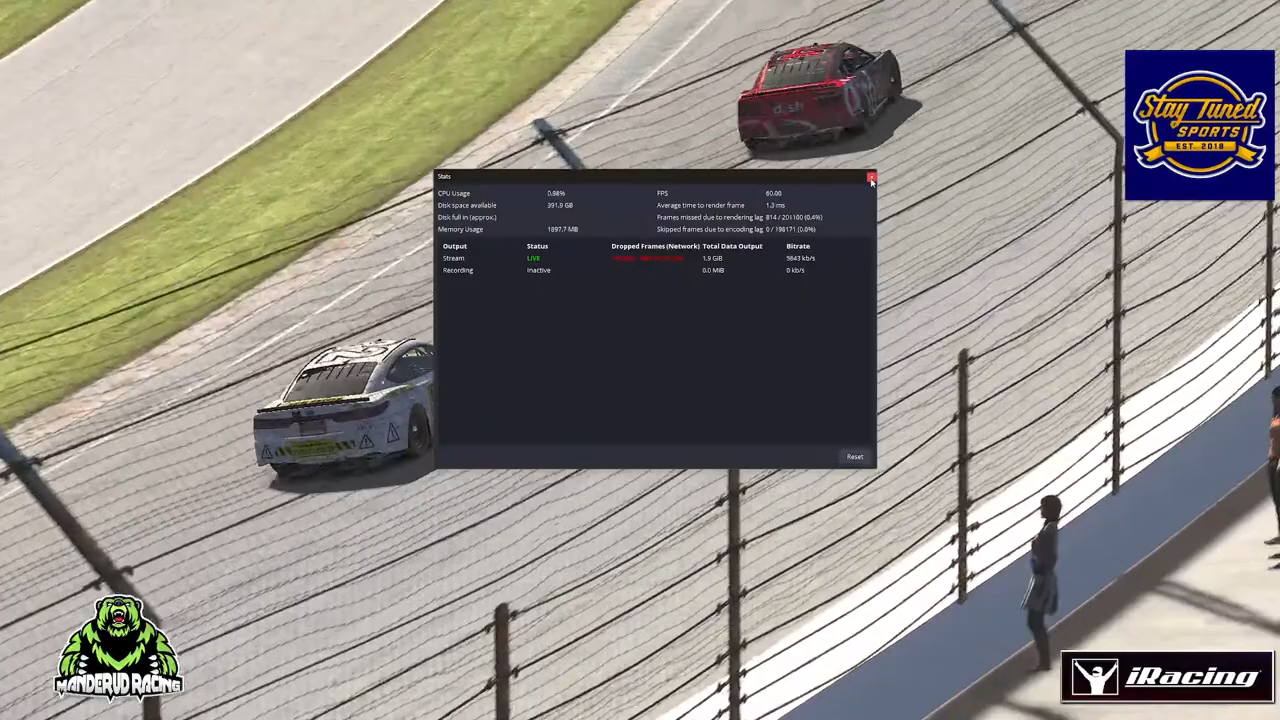 Stay Tuned
SPORTS
EST. 2018
dish
Stats
CPU Usage 0.98% FPS 60.00
Disk space available 391.9 GB Average time to render frame 1.3 ms
Disk full in (approx.) Frames missed due to rendering lag 814 / 201100 (0.4%)
Memory Usage 1897.7 MB Skipped frames due to encoding lag 0 / 198171 (0.0%)
Output Status Dropped Frames (Network) Total Data Output Bitrate
Stream LIVE 1.9 GiB 5843 kb/s
Recording Inactive 0.0 MiB 0 kb/s
Reset
MANDERUD RACING
iRacing